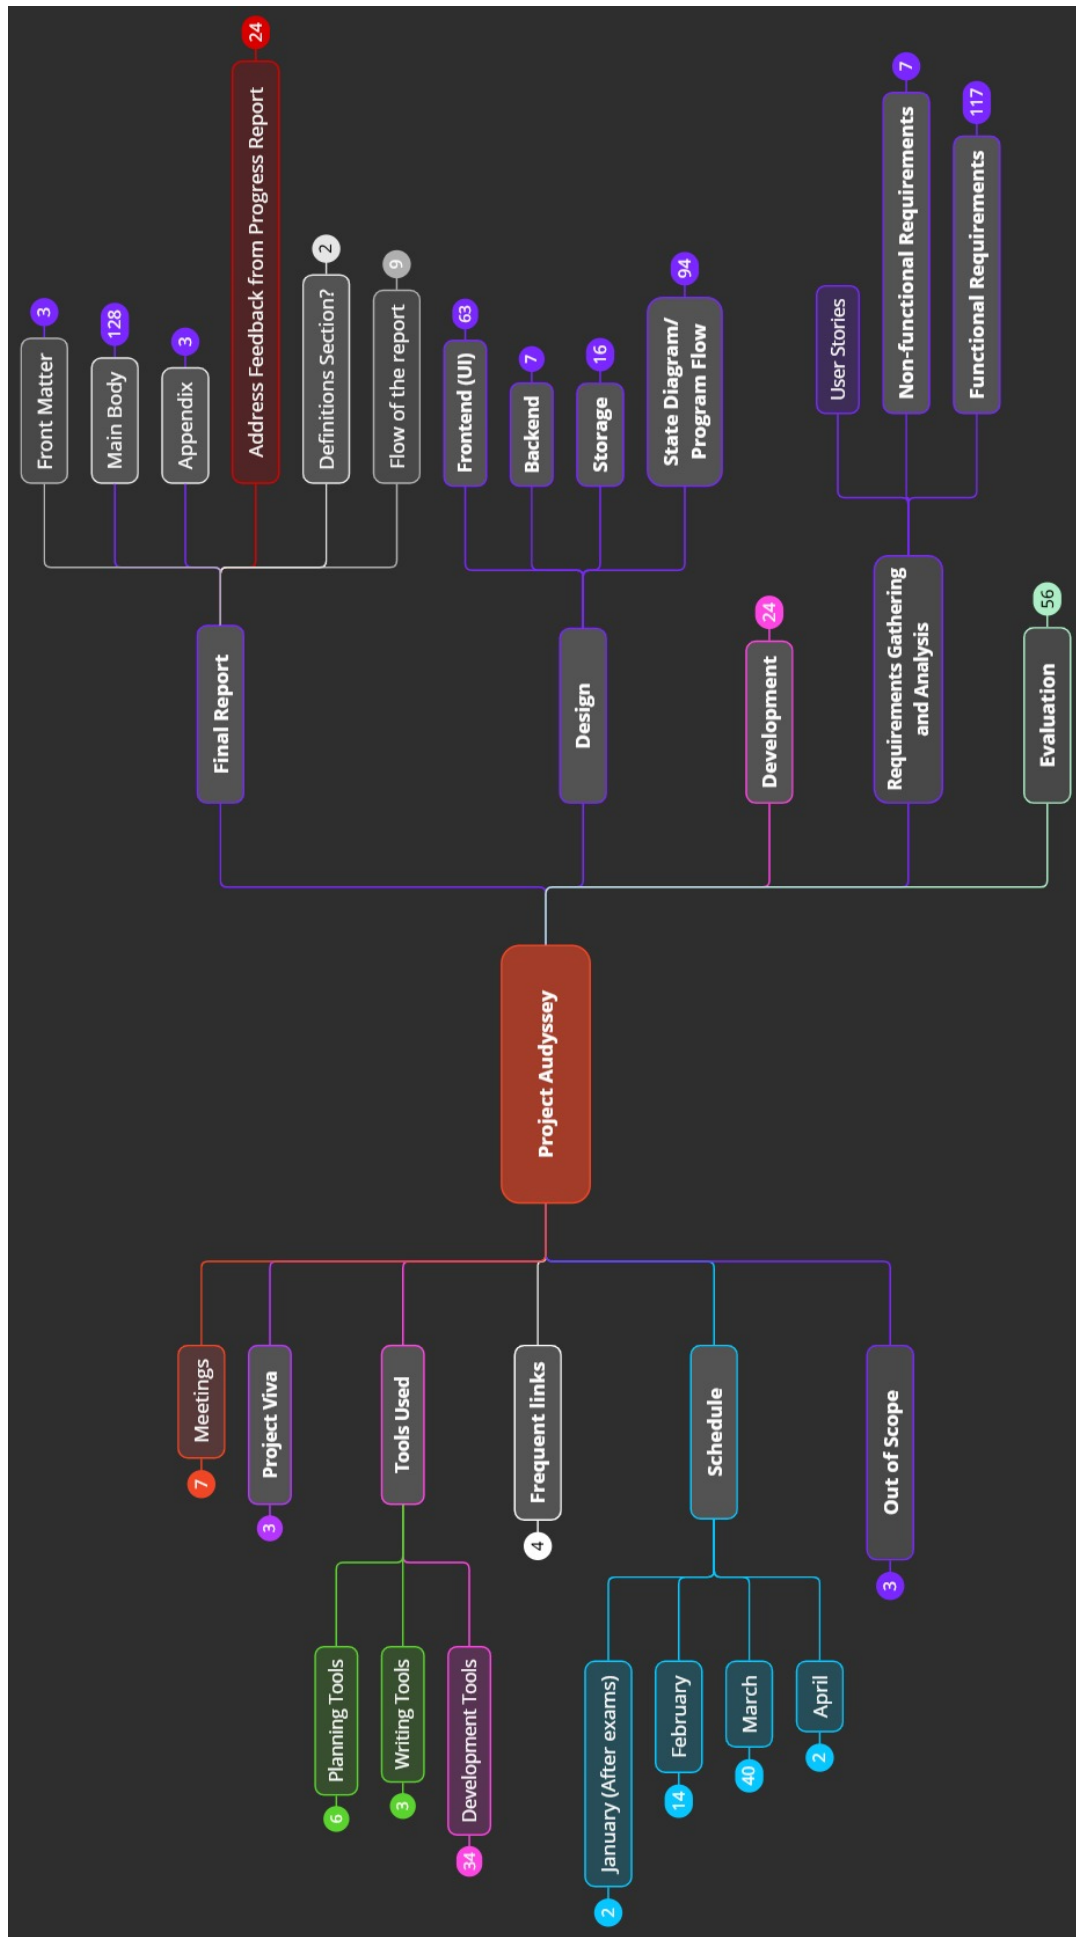 Project Audyssey
Final Report
Front Matter
3
Main Body
128
Appendix
3
Address Feedback from Progress Report
24
Definitions Section?
2
Flow of the report
9
Design
Frontend (UI)
63
Backend
7
Storage
16
State Diagram/
Program Flow
94
Development
24
Requirements Gathering
and Analysis
User Stories
Non-functional Requirements
7
Functional Requirements
117
Evaluation
56
Meetings
7
Project Viva
3
Tools Used
Planning Tools
6
Writing Tools
3
Development Tools
34
Frequent links
4
Schedule
January (After exams)
2
February
14
March
40
April
2
Out of Scope
3